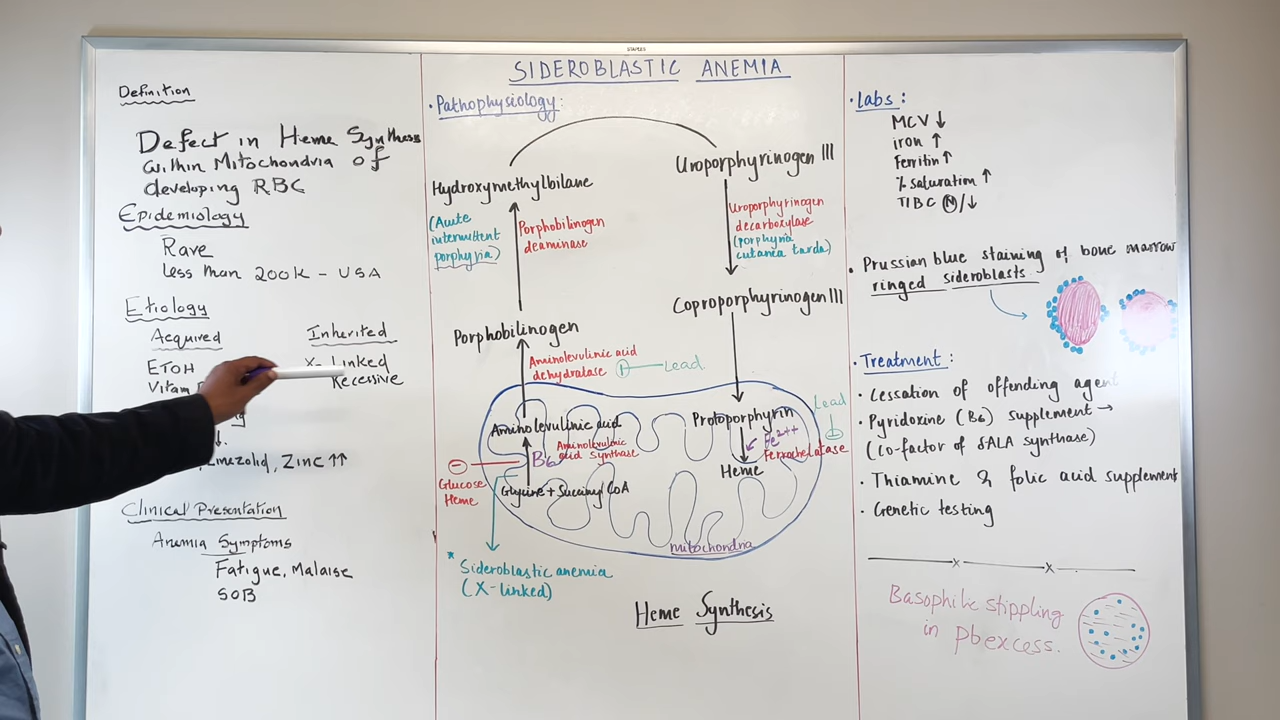 STAPLES
SIDEROBLASTIC ANEMIA
Definition
Defect in Heme Synthesis
within Mitochondria of
developing RBC
Epidemiology
Rare
Less than 200K - USA
Etiology
Acquired
ETOH
Vitam
Linezolid, Zinc ↑↑
Inherited
X-Linked
Recessive
Clinical Presentation
Anemia Symptoms
Fatigue, Malaise
SOB
• Pathophysiology:
Hydroxymethylbilane
(Acute
intermittent
porphyria)
Porphobilinogen
deaminase
Porphobilinogen
Aminolevulinic acid
dehydratase
Lead
Aminolevulinic acid
Aminolevulinic
acid synthase
B6
Glucose
Heme
Glycine + Succinyl CoA
* Sideroblastic anemia
(X-linked)
Uroporphyrinogen III
Uroporphyrinogen
decarboxylase
(porphyria
cutanea tarda)
Coproporphyrinogen III
Protoporphyrin
Lead
Fe2++
Ferrochelatase
Heme
mitochondria
Heme Synthesis
• Labs:
MCV ↓
iron ↑
Ferritin ↑
% saturation ↑
TIBC Ⓝ/↓
• Prussian blue staining of bone marrow
ringed sideroblasts
• Treatment:
• Cessation of offending agent
• Pyridoxine (B6) supplement →
(co-factor of δALA synthase)
• Thiamine & folic acid supplement
• Genetic testing
Basophilic stippling
in pb excess.